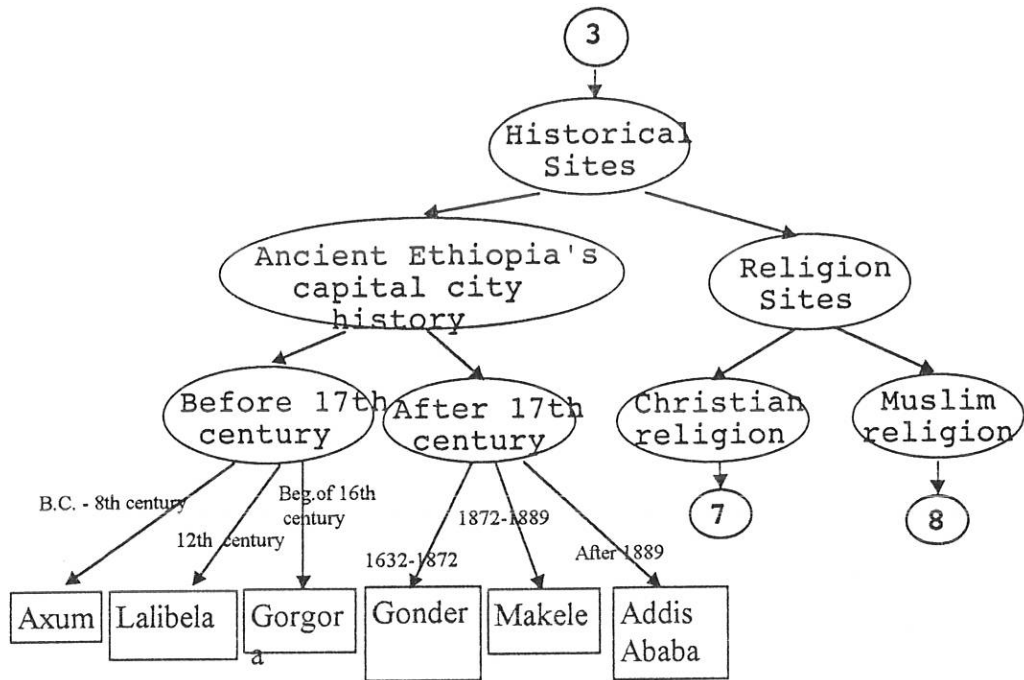 3
Historical
Sites
Ancient Ethiopia's
capital city
history
Religion
Sites
Before 17th
century
After 17th
century
Christian
religion
Muslim
religion
B.C. - 8th century
12th century
Beg.of 16th
century
1632-1872
1872-1889
After 1889
7
8
Axum
Lalibela
Gorgor
a
Gonder
Makele
Addis
Ababa